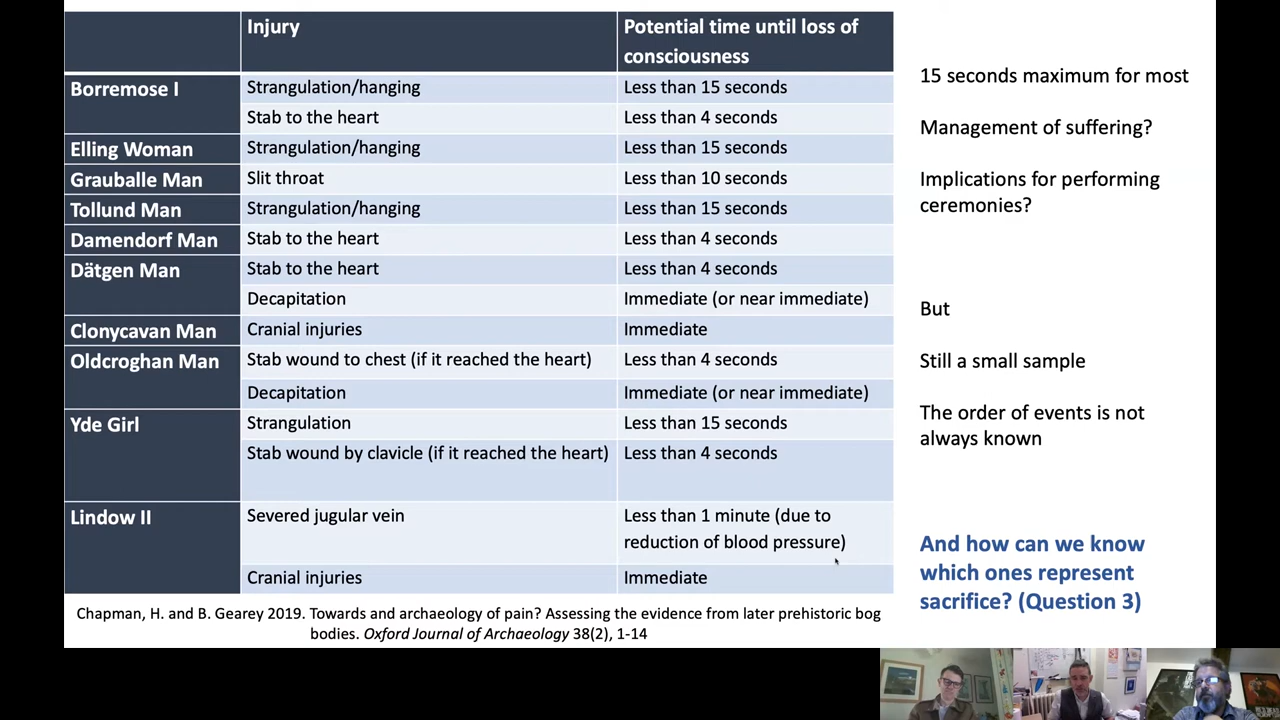 Injury
Potential time until loss of
consciousness
Borremose I
Strangulation/hanging
Less than 15 seconds
Stab to the heart
Less than 4 seconds
Elling Woman
Strangulation/hanging
Less than 15 seconds
Grauballe Man
Slit throat
Less than 10 seconds
Tollund Man
Strangulation/hanging
Less than 15 seconds
Damendorf Man
Stab to the heart
Less than 4 seconds
Dätgen Man
Stab to the heart
Less than 4 seconds
Decapitation
Immediate (or near immediate)
Clonycavan Man
Cranial injuries
Immediate
Oldcroghan Man
Stab wound to chest (if it reached the heart)
Less than 4 seconds
Decapitation
Immediate (or near immediate)
Yde Girl
Strangulation
Less than 15 seconds
Stab wound by clavicle (if it reached the heart)
Less than 4 seconds
Lindow II
Severed jugular vein
Less than 1 minute (due to
reduction of blood pressure)
Cranial injuries
Immediate
Chapman, H. and B. Gearey 2019. Towards and archaeology of pain? Assessing the evidence from later prehistoric bog
bodies. Oxford Journal of Archaeology 38(2), 1-14
15 seconds maximum for most
Management of suffering?
Implications for performing
ceremonies?
But
Still a small sample
The order of events is not
always known
And how can we know
which ones represent
sacrifice? (Question 3)